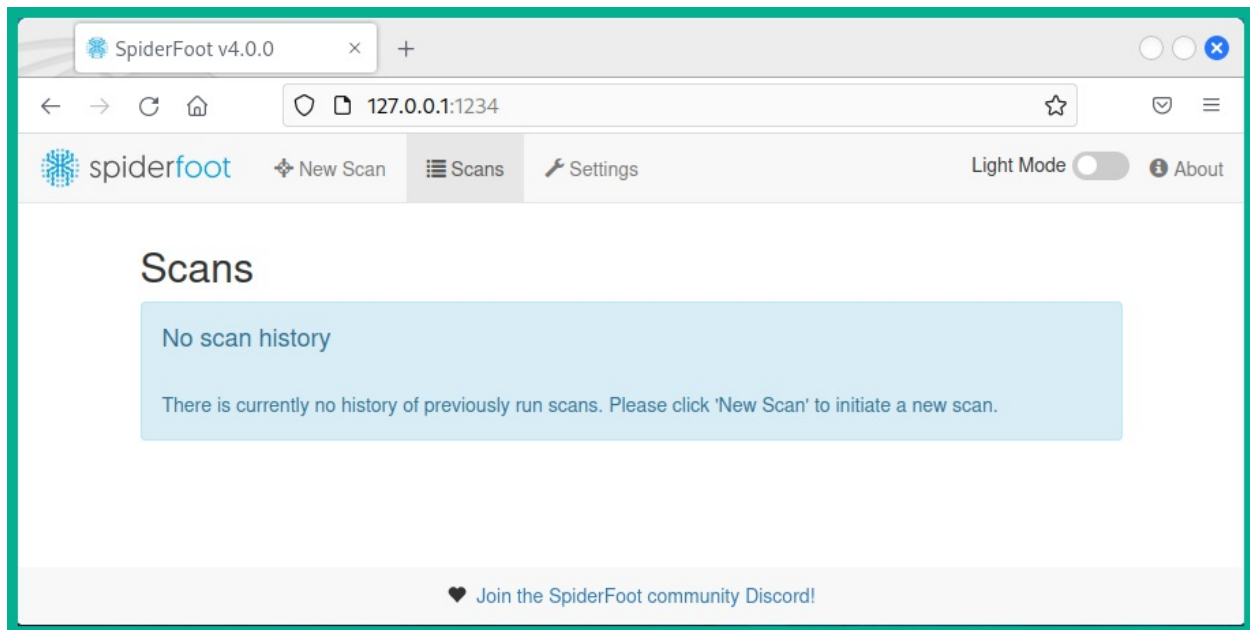 SpiderFoot v4.0.0
127.0.0.1:1234
spiderfoot New Scan Scans Settings Light Mode About
Scans
No scan history
There is currently no history of previously run scans. Please click 'New Scan' to initiate a new scan.
Join the SpiderFoot community Discord!